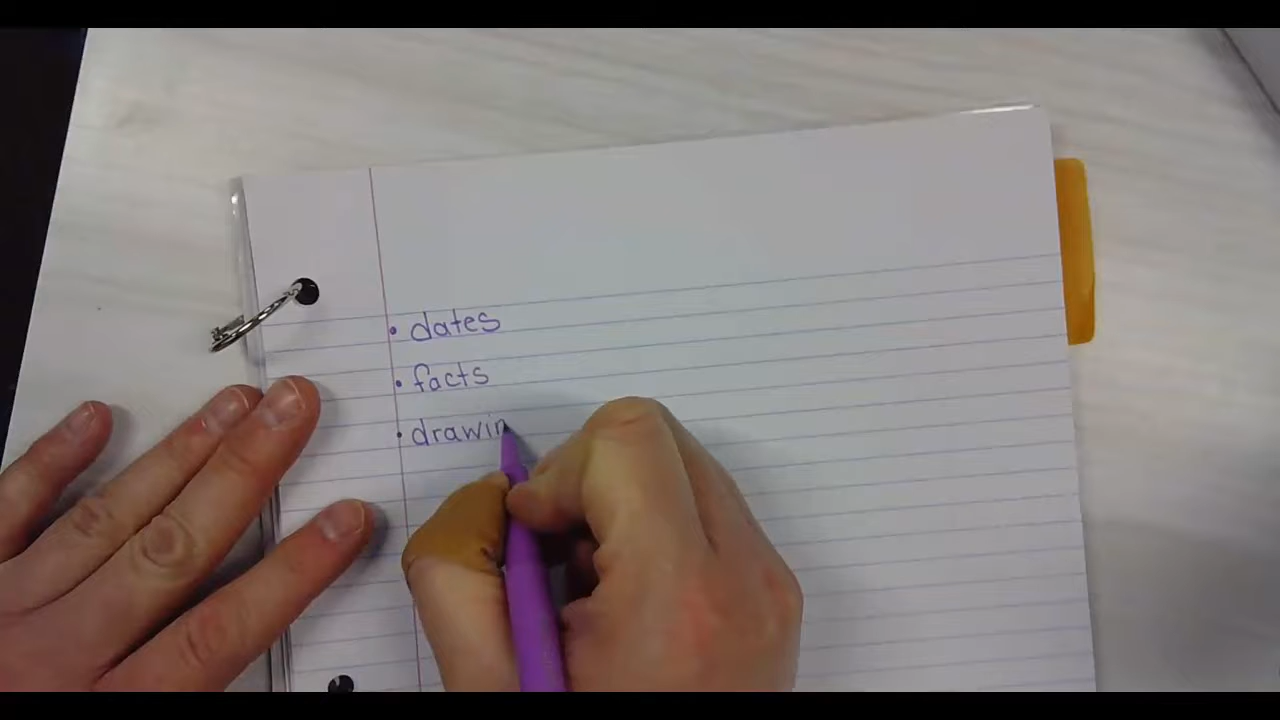 • dates
• facts
• drawin